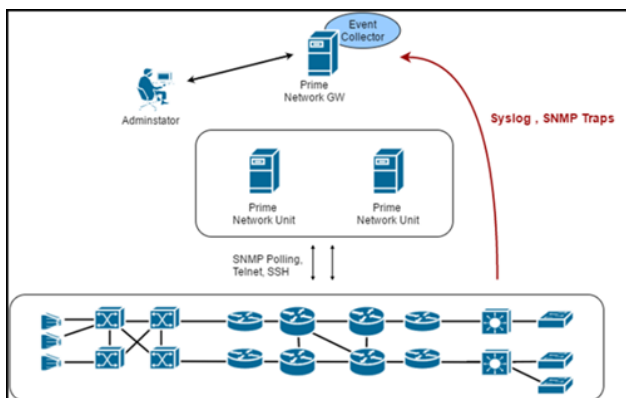 Event
Collector
Prime
Network GW
Adminstator
Syslog , SNMP Traps
Prime
Network Unit
Prime
Network Unit
SNMP Polling,
Telnet, SSH